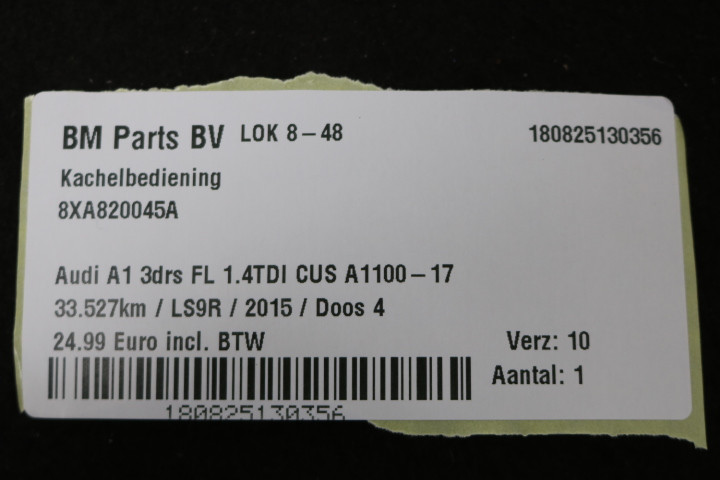 BM Parts BV LOK 8-48 180825130356
Kachelbediening
8XA820045A
Audi A1 3drs FL 1.4TDI CUS A1100-17
33.527km / LS9R / 2015 / Doos 4
24.99 Euro incl. BTW Verz: 10
Aantal: 1
180825130356